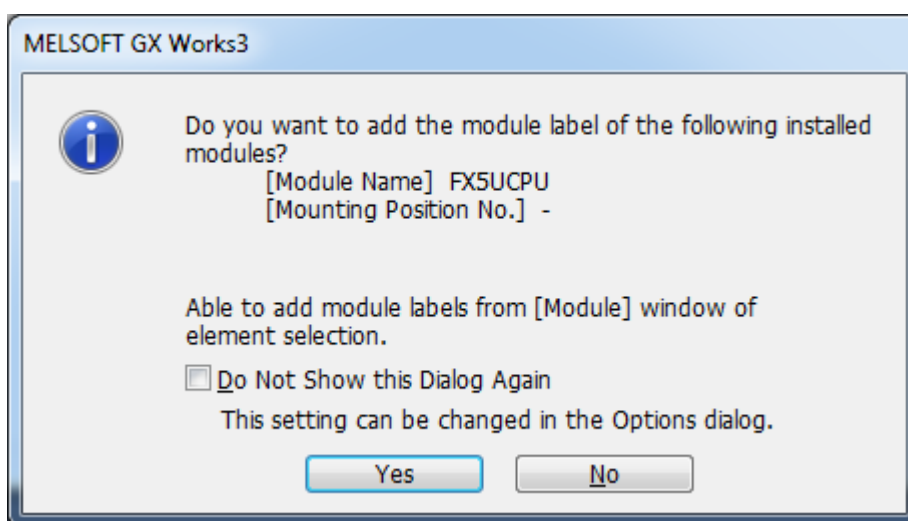 MELSOFT GX Works3
Do you want to add the module label of the following installed
modules?
[Module Name] FX5UCPU
[Mounting Position No.] -
Able to add module labels from [Module] window of
element selection.
Do Not Show this Dialog Again
This setting can be changed in the Options dialog.
Yes No